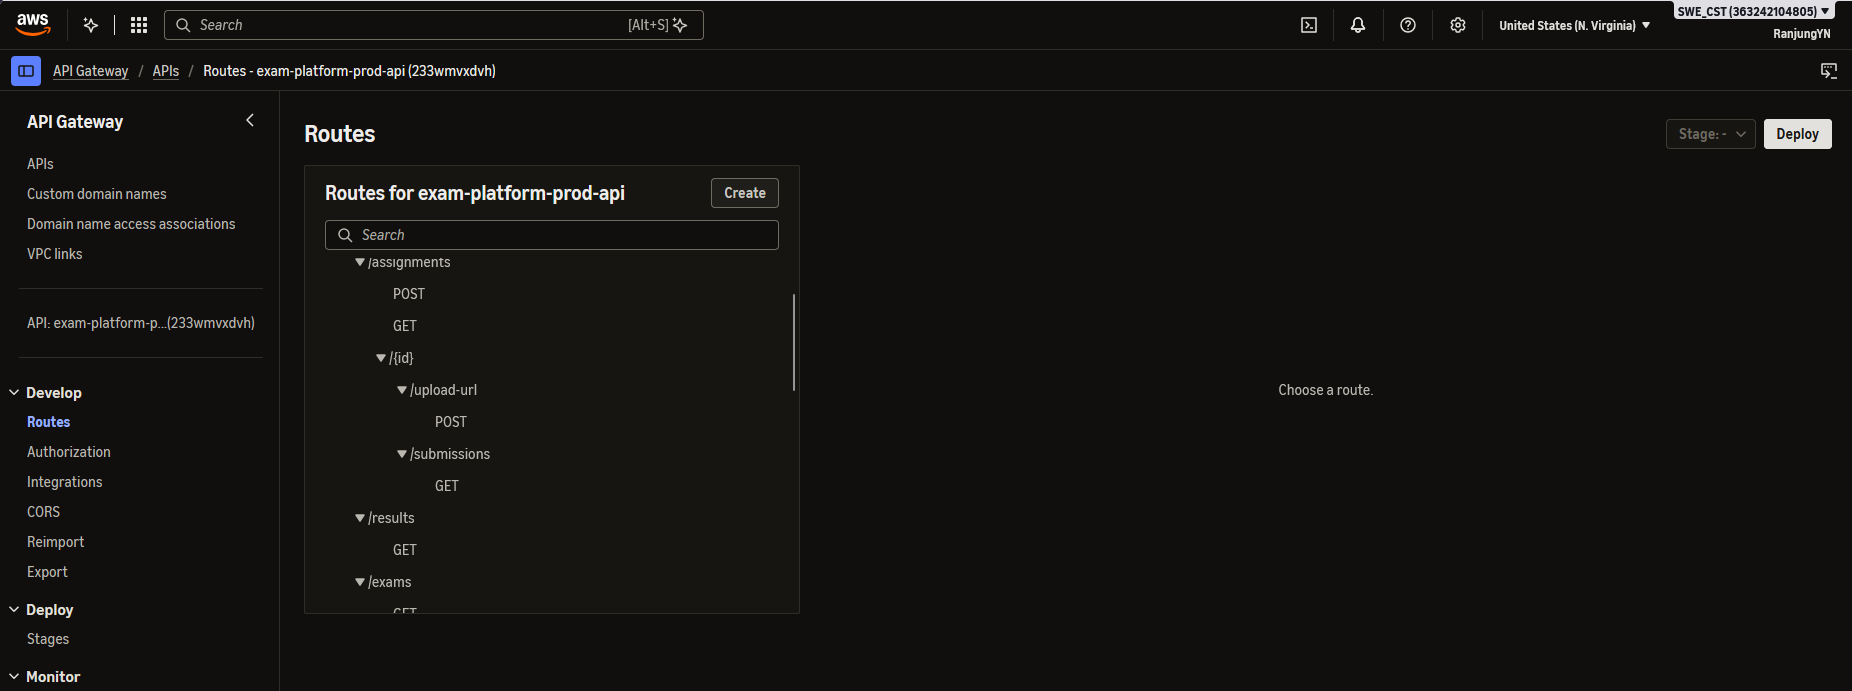 aws
Search [Alt+S]
United States (N. Virginia)
SWE_CST (363242104805)
RanjungYN
API Gateway / APIs / Routes - exam-platform-prod-api (233wmvxdvh)
API Gateway
APIs
Custom domain names
Domain name access associations
VPC links
API: exam-platform-p...(233wmvxdvh)
Develop
Routes
Authorization
Integrations
CORS
Reimport
Export
Deploy
Stages
Monitor
Routes
Stage: -
Deploy
Routes for exam-platform-prod-api
Create
Search
/assignments
POST
GET
/{id}
/upload-url
POST
/submissions
GET
/results
GET
/exams
GET
Choose a route.